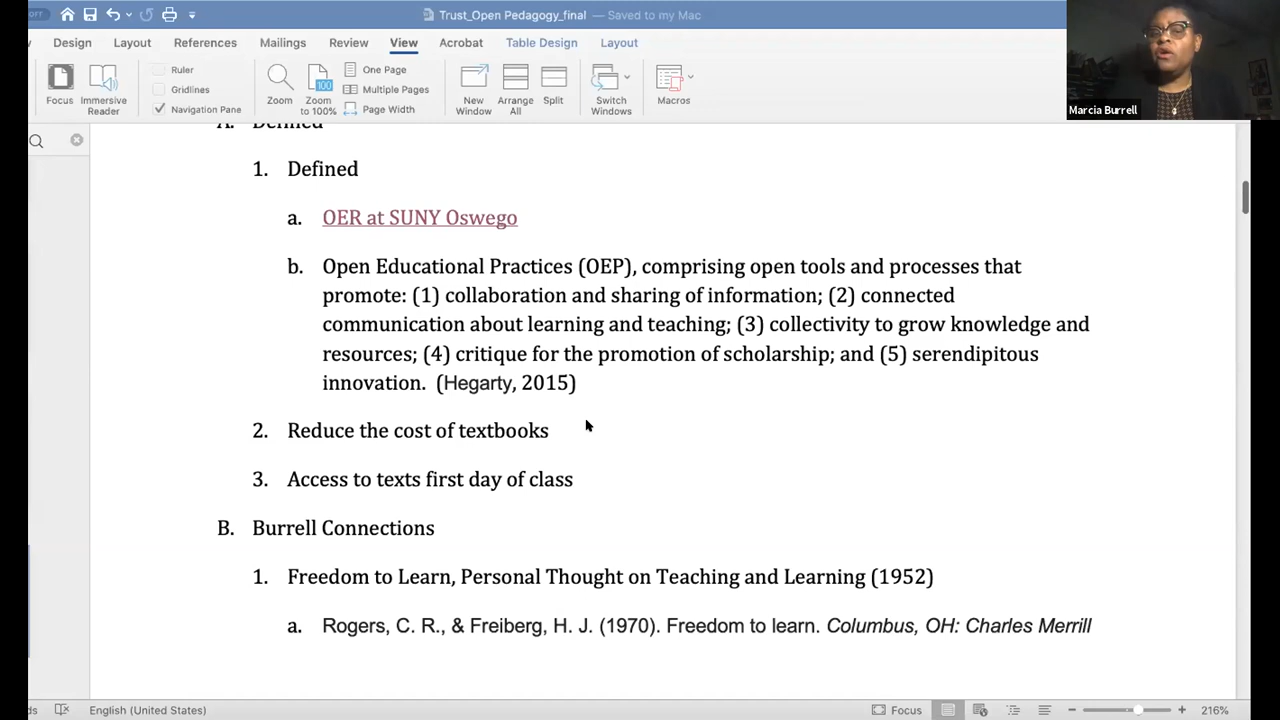 Trust_Open Pedagogy_final — Saved to my Mac
Design Layout References Mailings Review View Acrobat Table Design Layout
Focus
Immersive Reader
Ruler
Gridlines
Navigation Pane
Zoom
100
Zoom to 100%
One Page
Multiple Pages
Page Width
New Window
Arrange All
Split
Switch Windows
Macros
Marcia Burrell
A. Defined
1. Defined
a. OER at SUNY Oswego
b. Open Educational Practices (OEP), comprising open tools and processes that
promote: (1) collaboration and sharing of information; (2) connected
communication about learning and teaching; (3) collectivity to grow knowledge and
resources; (4) critique for the promotion of scholarship; and (5) serendipitous
innovation. (Hegarty, 2015)
2. Reduce the cost of textbooks
3. Access to texts first day of class
B. Burrell Connections
1. Freedom to Learn, Personal Thought on Teaching and Learning (1952)
a. Rogers, C. R., & Freiberg, H. J. (1970). Freedom to learn. Columbus, OH: Charles Merrill
English (United States) Focus 216%